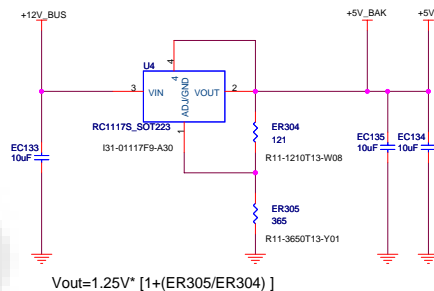 +12V_BUS
+5V_BAK
+5V
U4
4
4
3
VIN
ADJ/GND
VOUT
2
RC1117S_SOT223
1
I31-01117F9-A30
ER304
121
R11-1210T13-W08
EC133
10uF
EC135
10uF
EC134
10uF
ER305
365
R11-3650T13-Y01
Vout=1.25V* [1+(ER305/ER304) ]